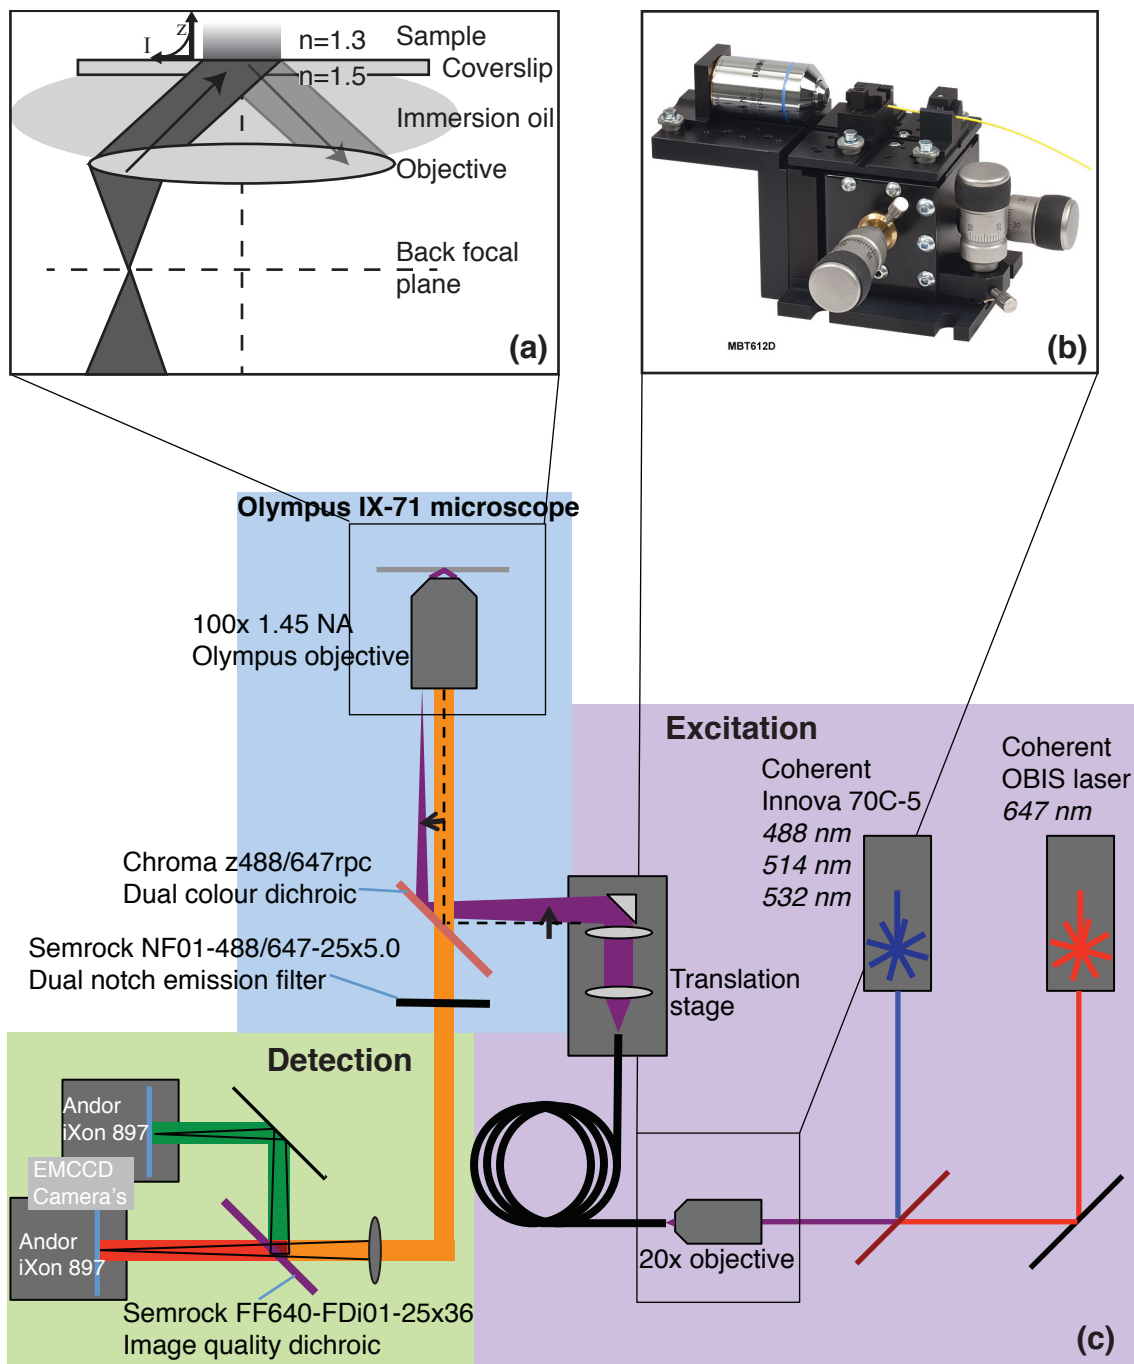 z
I
n=1.3
Sample
n=1.5
Coverslip
Immersion oil
Objective
Back focal
plane
(a)
MBT612D
(b)
Olympus IX-71 microscope
100x 1.45 NA
Olympus objective
Chroma z488/647rpc
Dual colour dichroic
Semrock NF01-488/647-25x5.0
Dual notch emission filter
Excitation
Coherent
Innova 70C-5
488 nm
514 nm
532 nm
Coherent
OBIS laser
647 nm
Translation
stage
20x objective
Detection
Andor
iXon 897
EMCCD
Camera's
Andor
iXon 897
Semrock FF640-FDi01-25x36
Image quality dichroic
(c)